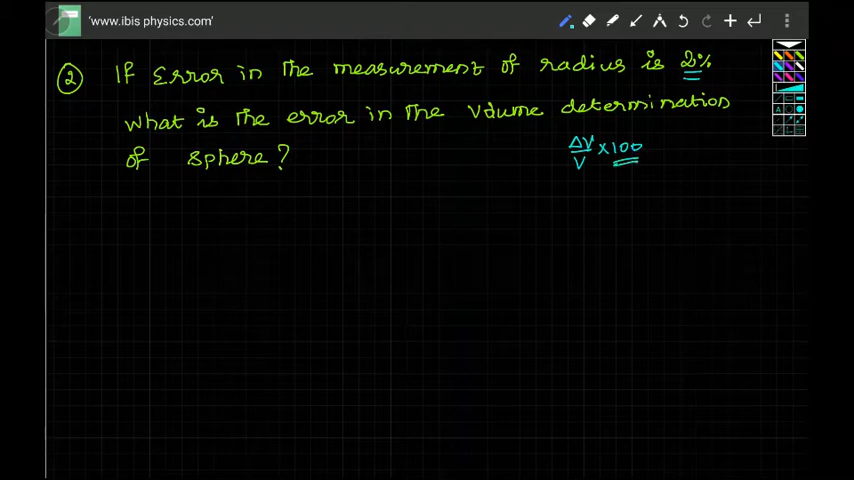 'www.ibis physics.com'
② If Error in the measurement of radius is 2%
what is the error in the volume determination
of sphere?
ΔV/V × 100